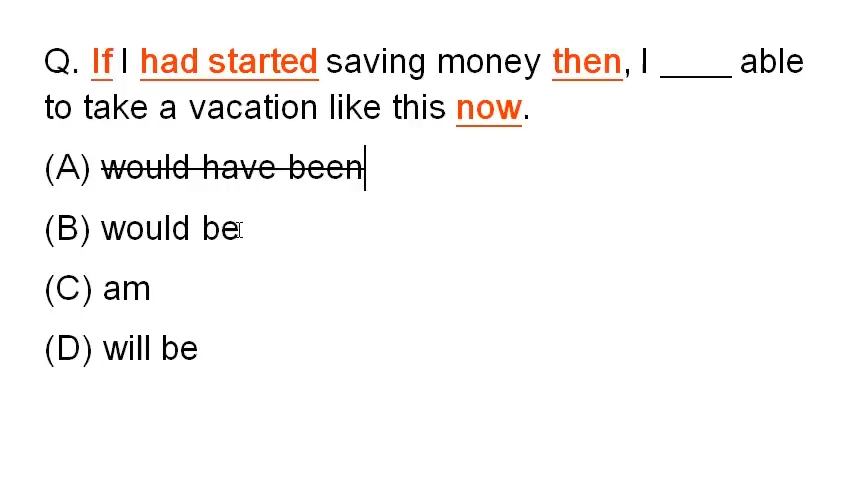 Q. If I had started saving money then, I ____ able
to take a vacation like this now.
(A) would have been
(B) would be
(C) am
(D) will be